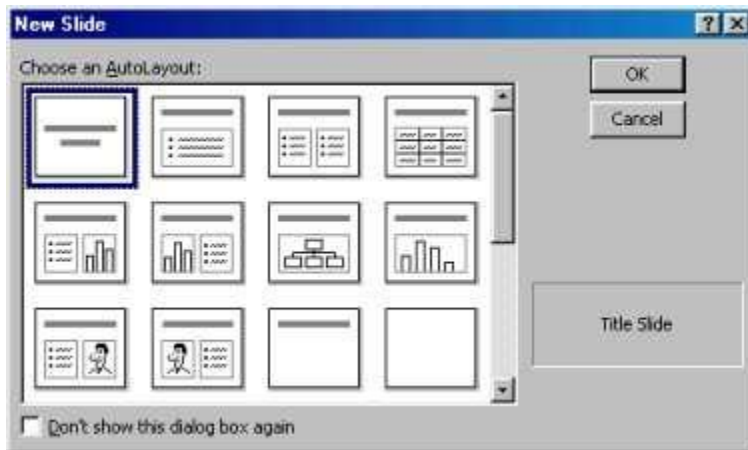 New Slide
Choose an AutoLayout:
OK
Cancel
Title Slide
Don't show this dialog box again